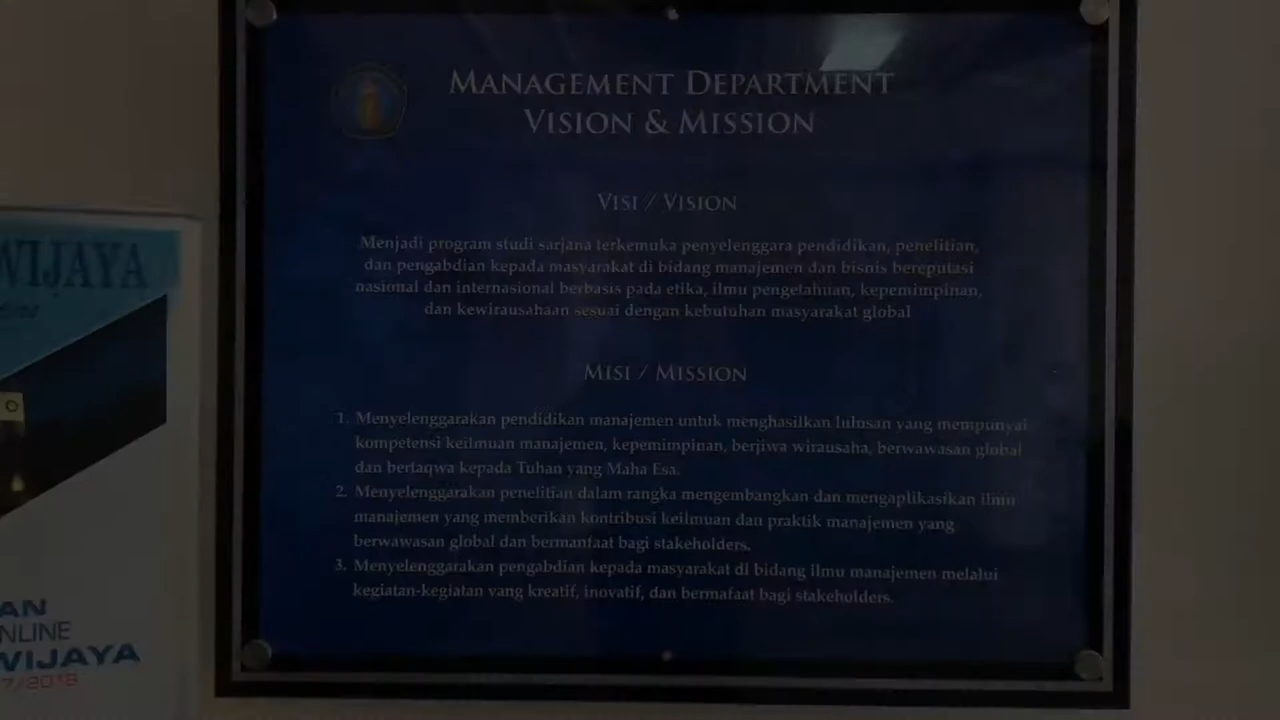 MANAGEMENT DEPARTMENT
VISION & MISSION
VISI / VISION
Menjadi program studi sarjana terkemuka penyelenggara pendidikan, penelitian,
dan pengabdian kepada masyarakat di bidang manajemen dan bisnis bereputasi
nasional dan internasional berbasis pada etika, ilmu pengetahuan, kepemimpinan,
dan kewirausahaan sesuai dengan kebutuhan masyarakat global
MISI / MISSION
1. Menyelenggarakan pendidikan manajemen untuk menghasilkan lulusan yang mempunyai
kompetensi keilmuan manajemen, kepemimpinan, berjiwa wirausaha, berwawasan global
dan bertaqwa kepada Tuhan yang Maha Esa.
2. Menyelenggarakan penelitian dalam rangka mengembangkan dan mengaplikasikan ilmu
manajemen yang memberikan kontribusi keilmuan dan praktik manajemen yang
berwawasan global dan bermanfaat bagi stakeholders.
3. Menyelenggarakan pengabdian kepada masyarakat di bidang ilmu manajemen melalui
kegiatan-kegiatan yang kreatif, inovatif, dan bermafaat bagi stakeholders.
WIJAYA
O
AN
NLINE
WIJAYA
7/2018